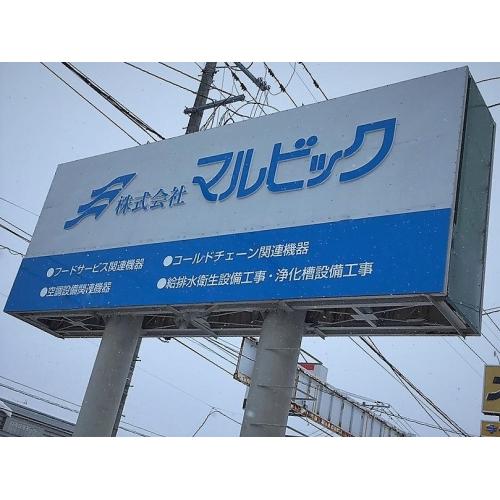 株式会社 マルビック
●フードサービス関連機器
●コールドチェーン関連機器
●空調設備関連機器
●給排水衛生設備工事・浄化槽設備工事